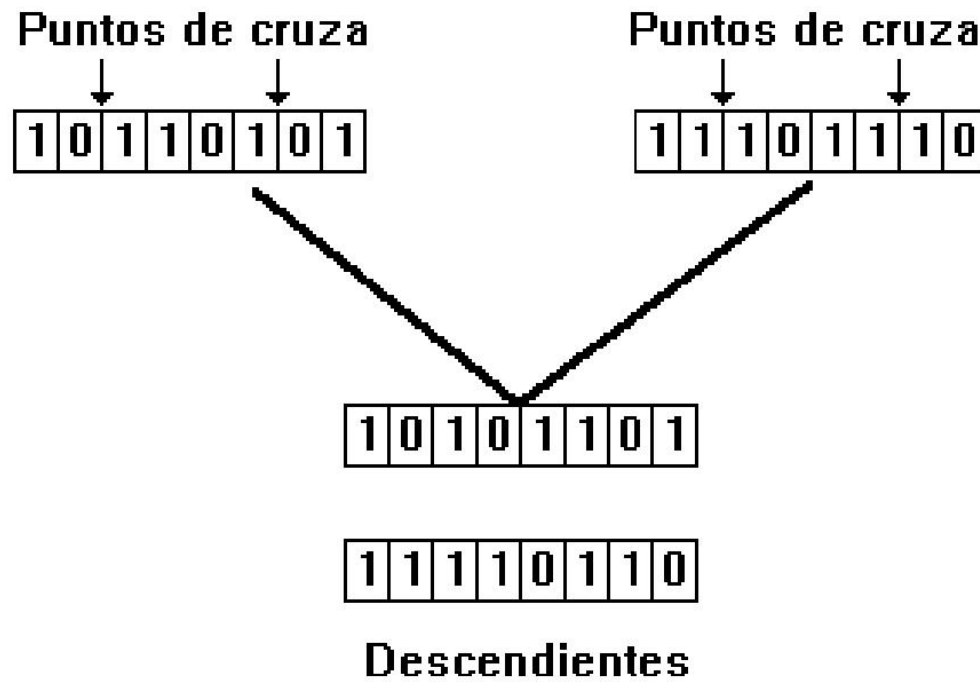 Puntos de cruza Puntos de cruza
1 0 1 1 0 1 0 1 1 1 1 0 1 1 1 0
1 0 1 0 1 1 0 1
1 1 1 1 0 1 1 0
Descendientes